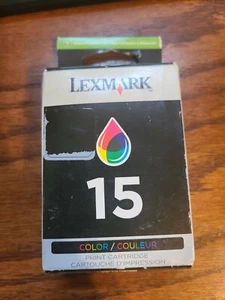 LEXMARK
15
COLOR / COULEUR
PRINT CARTRIDGE
CARTOUCHE D'IMPRESSION